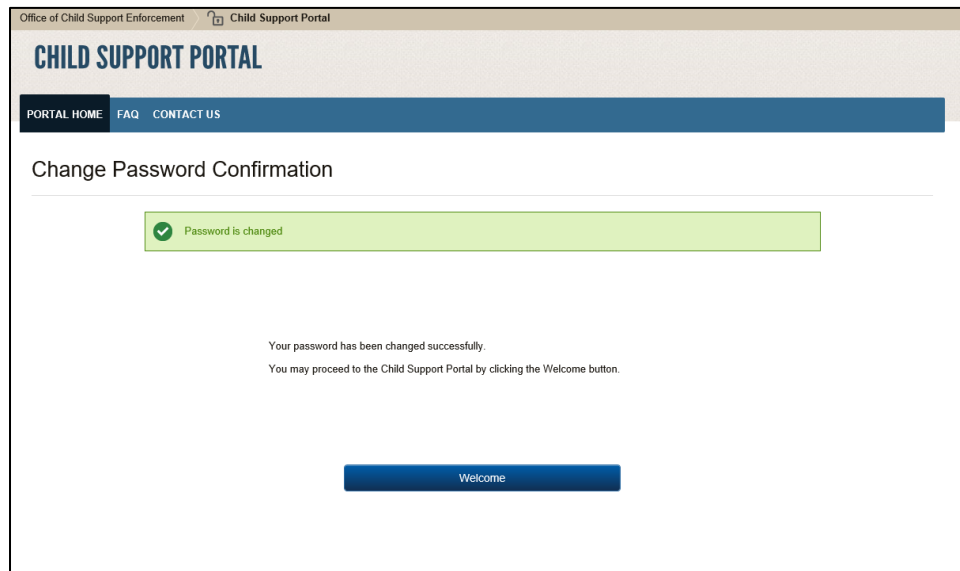 Office of Child Support Enforcement Child Support Portal
CHILD SUPPORT PORTAL
PORTAL HOME FAQ CONTACT US
Change Password Confirmation
Password is changed
Your password has been changed successfully.
You may proceed to the Child Support Portal by clicking the Welcome button.
Welcome